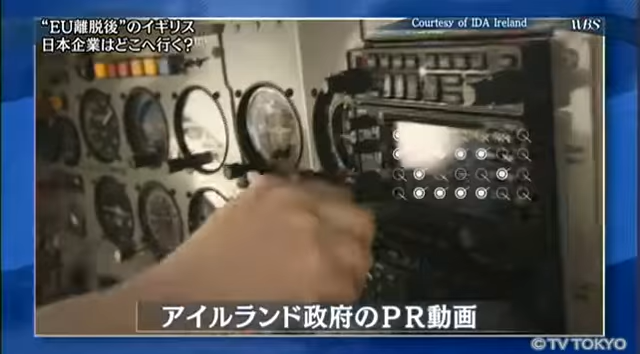 “EU離脱後”のイギリス
日本企業はどこへ行く?
Courtesy of IDA Ireland
WBS
アイルランド政府のPR動画
©TV TOKYO